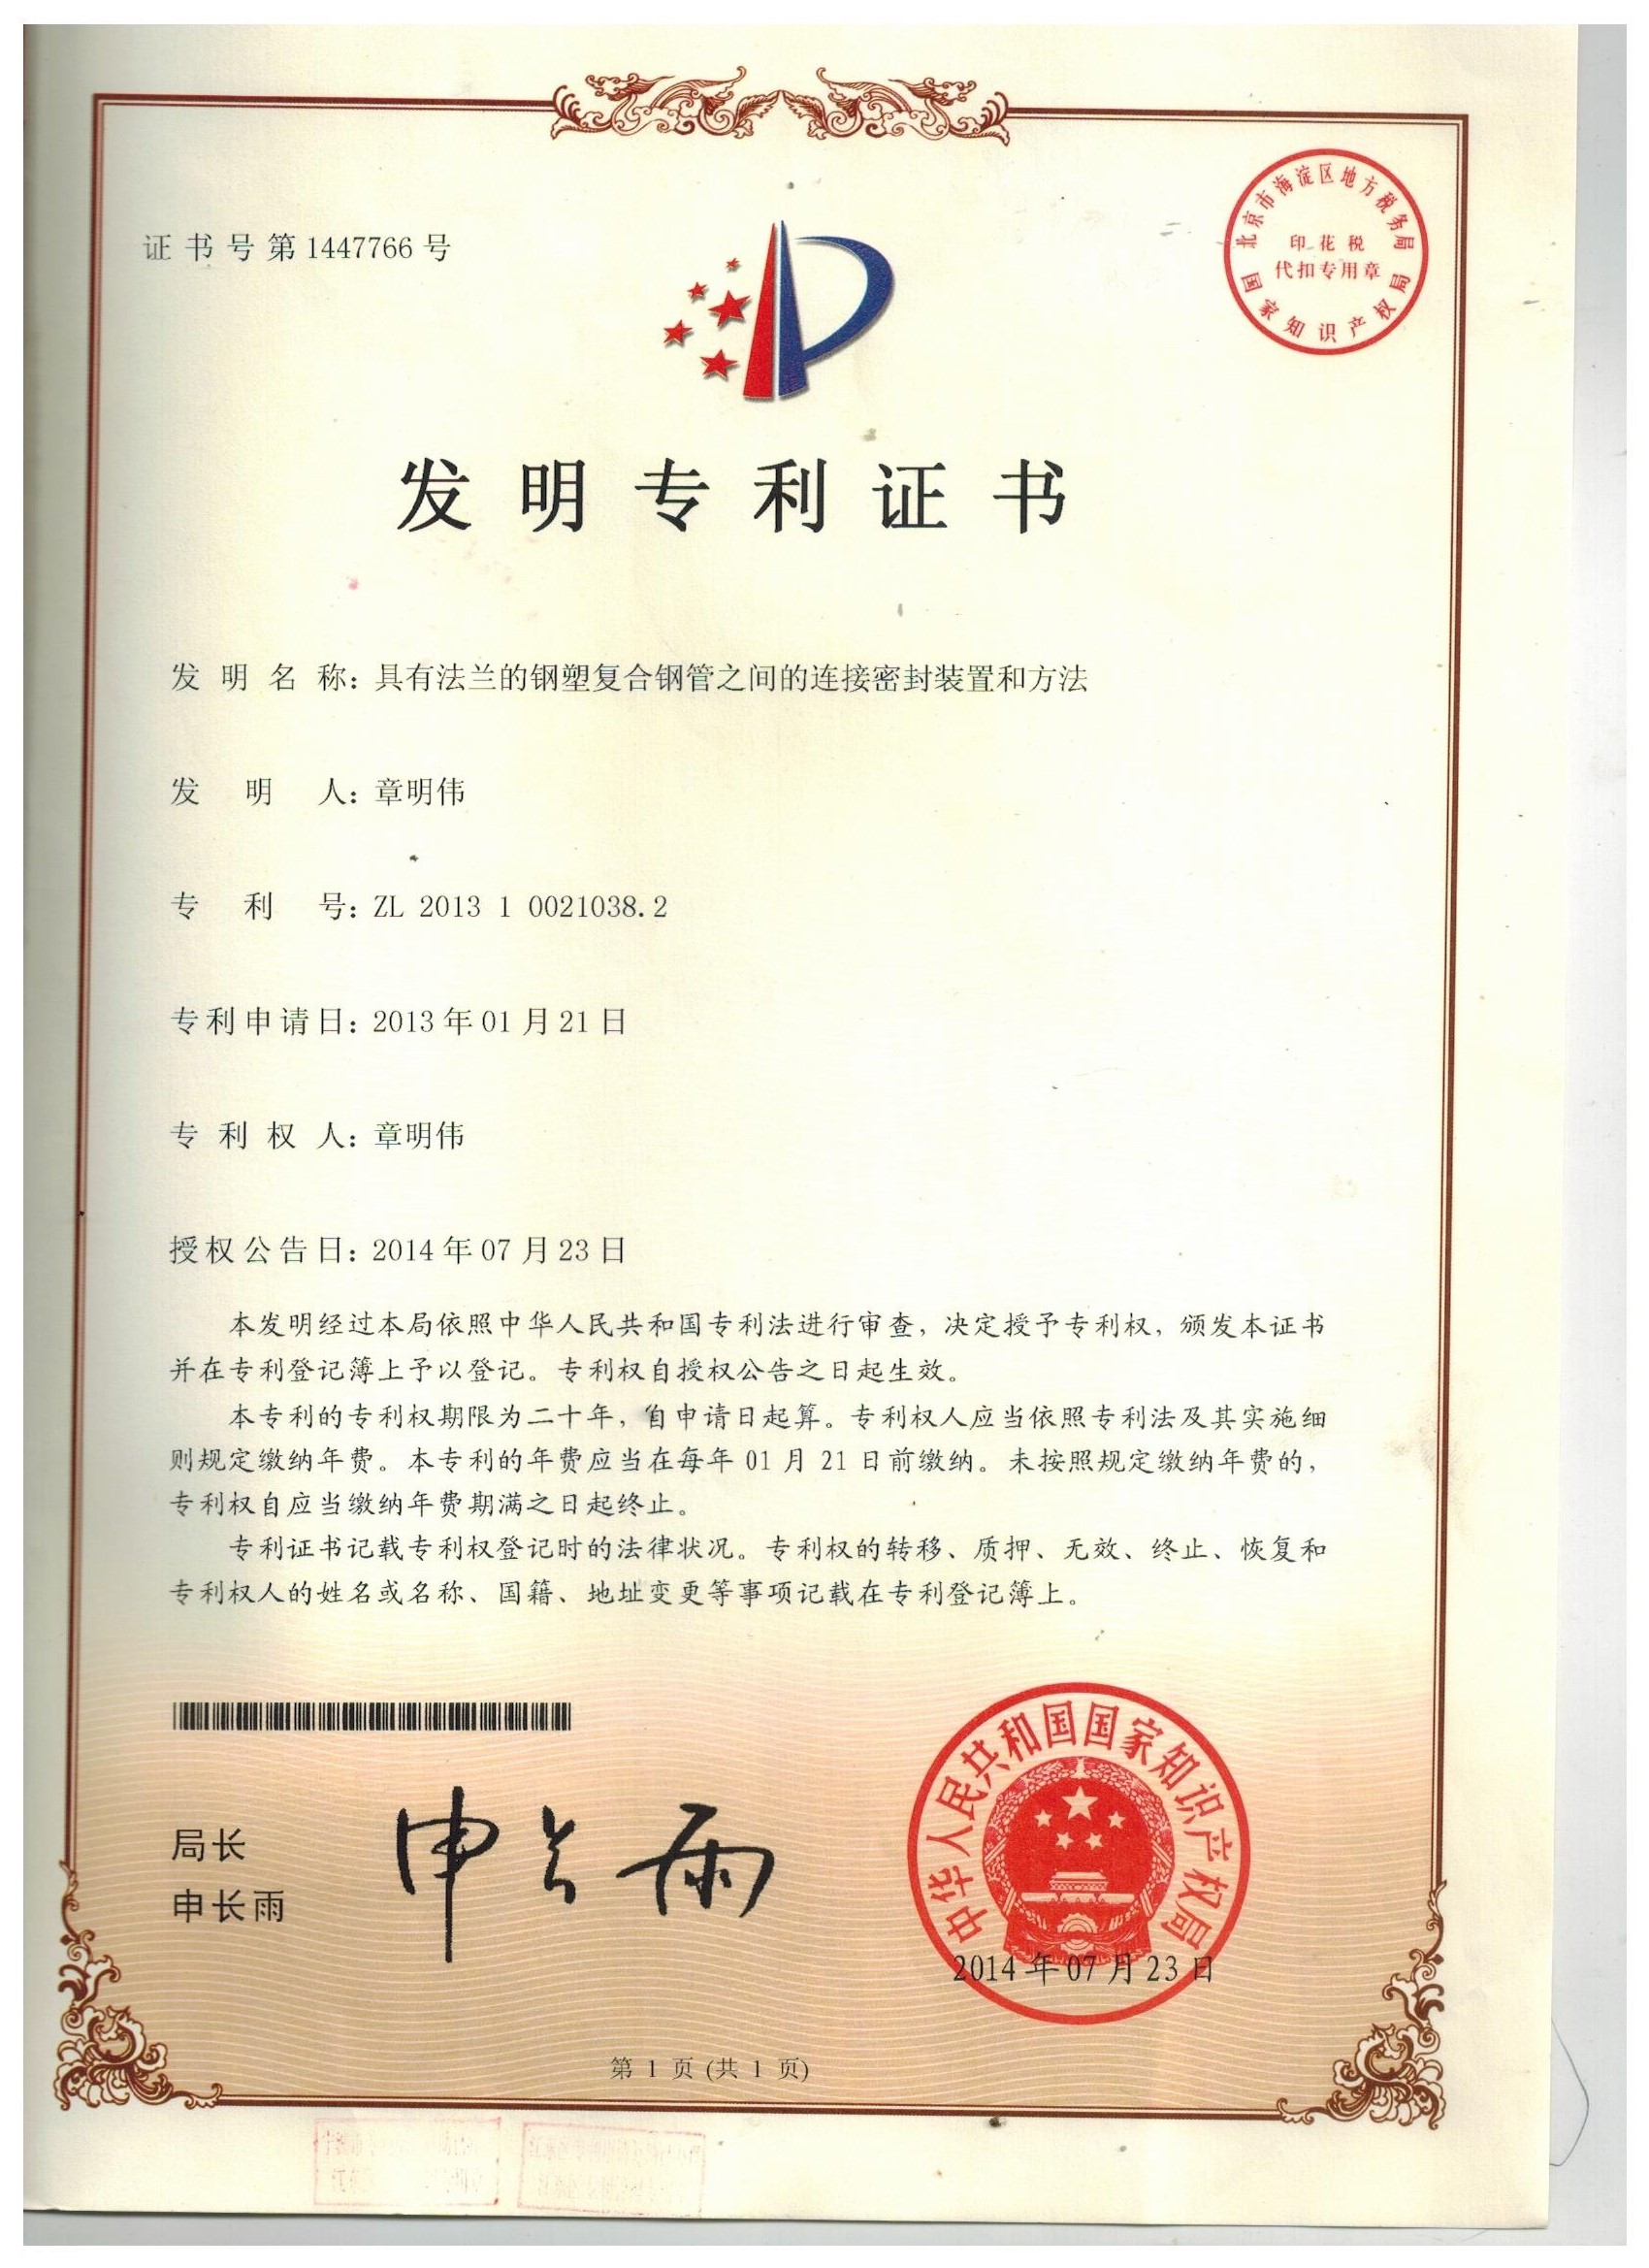 证书号第1447766号
北京市海淀区地方税务局
印花税
代扣专用章
国家知识产权局
发明专利证书
发明名称：具有法兰的钢塑复合钢管之间的连接密封装置和方法
发明人：章明伟
专利号：ZL 2013 1 0021038.2
专利申请日：2013年01月21日
专利权人：章明伟
授权公告日：2014年07月23日
本发明经过本局依照中华人民共和国专利法进行审查，决定授予专利权，颁发本证书
并在专利登记簿上予以登记。专利权自授权公告之日起生效。
本专利的专利权期限为二十年，自申请日起算。专利权人应当依照专利法及其实施细
则规定缴纳年费。本专利的年费应当在每年01月21日前缴纳。未按照规定缴纳年费的，
专利权自应当缴纳年费期满之日起终止。
专利证书记载专利权登记时的法律状况。专利权的转移、质押、无效、终止、恢复和
专利权人的姓名或名称、国籍、地址变更等事项记载在专利登记簿上。
局长
申长雨
申长雨
中华人民共和国国家知识产权局
2014年07月23日
第 1 页 (共 1 页)